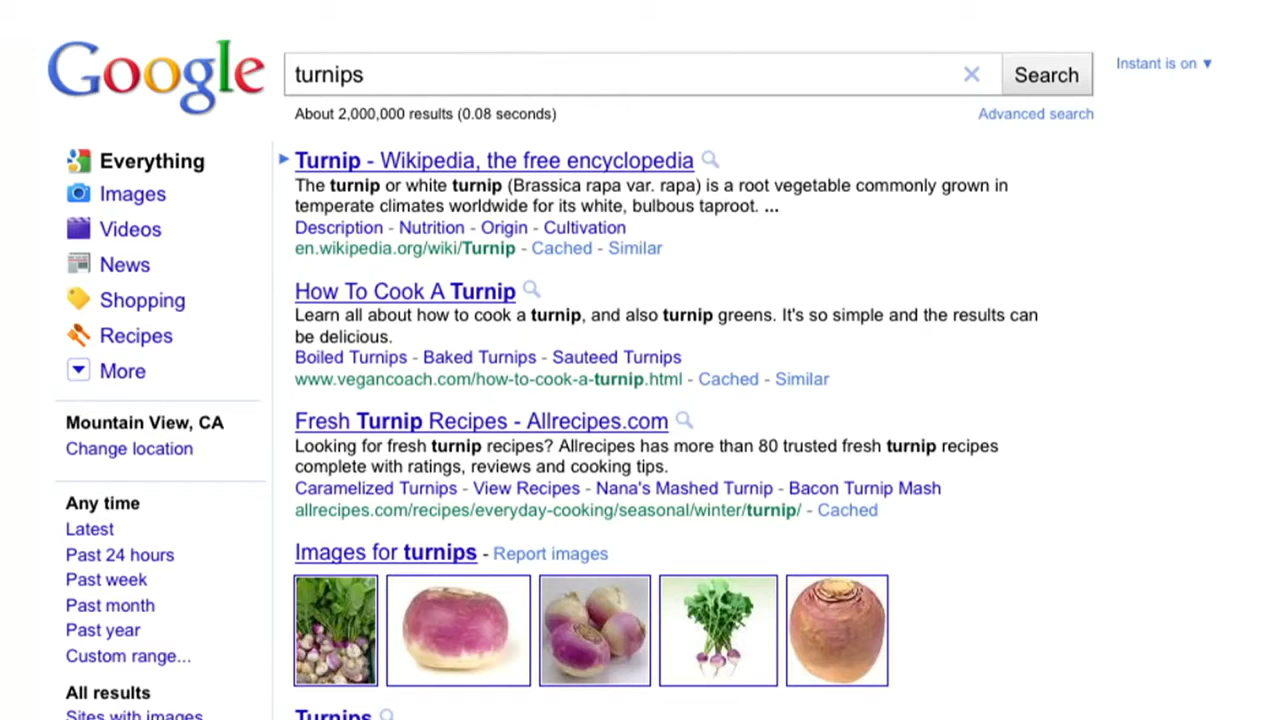 Google
turnips
Search
Instant is on ▼
About 2,000,000 results (0.08 seconds)
Advanced search
Everything
Images
Videos
News
Shopping
Recipes
More
Mountain View, CA
Change location
Any time
Latest
Past 24 hours
Past week
Past month
Past year
Custom range...
All results
Sites with images
Turnip - Wikipedia, the free encyclopedia
The turnip or white turnip (Brassica rapa var. rapa) is a root vegetable commonly grown in
temperate climates worldwide for its white, bulbous taproot. ...
Description - Nutrition - Origin - Cultivation
en.wikipedia.org/wiki/Turnip - Cached - Similar
How To Cook A Turnip
Learn all about how to cook a turnip, and also turnip greens. It's so simple and the results can
be delicious.
Boiled Turnips - Baked Turnips - Sauteed Turnips
www.vegancoach.com/how-to-cook-a-turnip.html - Cached - Similar
Fresh Turnip Recipes - Allrecipes.com
Looking for fresh turnip recipes? Allrecipes has more than 80 trusted fresh turnip recipes
complete with ratings, reviews and cooking tips.
Caramelized Turnips - View Recipes - Nana's Mashed Turnip - Bacon Turnip Mash
allrecipes.com/recipes/everyday-cooking/seasonal/winter/turnip/ - Cached
Images for turnips - Report images
Turnips